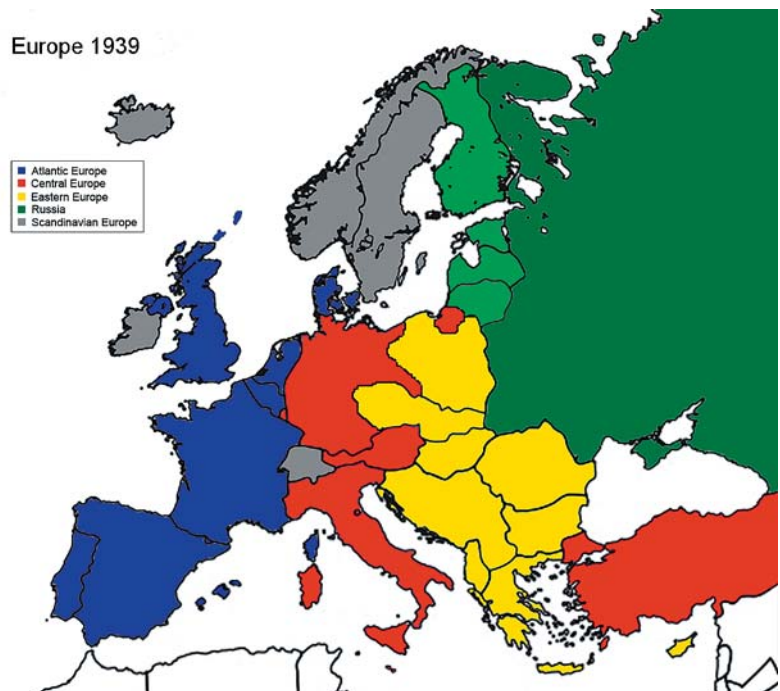 Europe 1939
Atlantic Europe
Central Europe
Eastern Europe
Russia
Scandinavian Europe